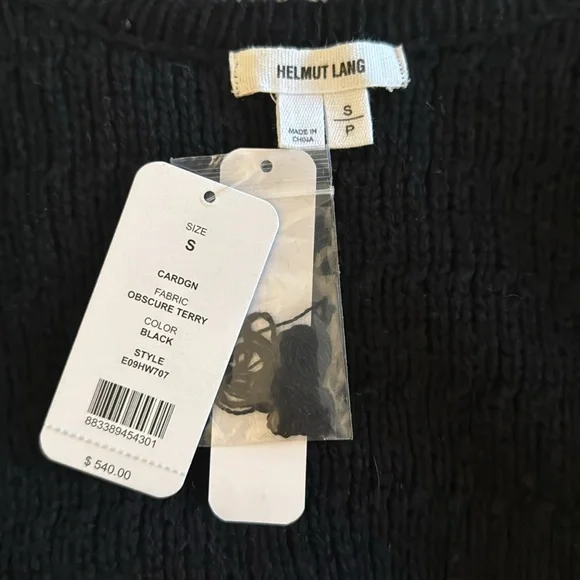 HELMUT LANG
S
P
MADE IN
CHINA
SIZE
S
CARDGN
FABRIC
OBSCURE TERRY
COLOR
BLACK
STYLE
E09HW707
883389454301
$ 540.00